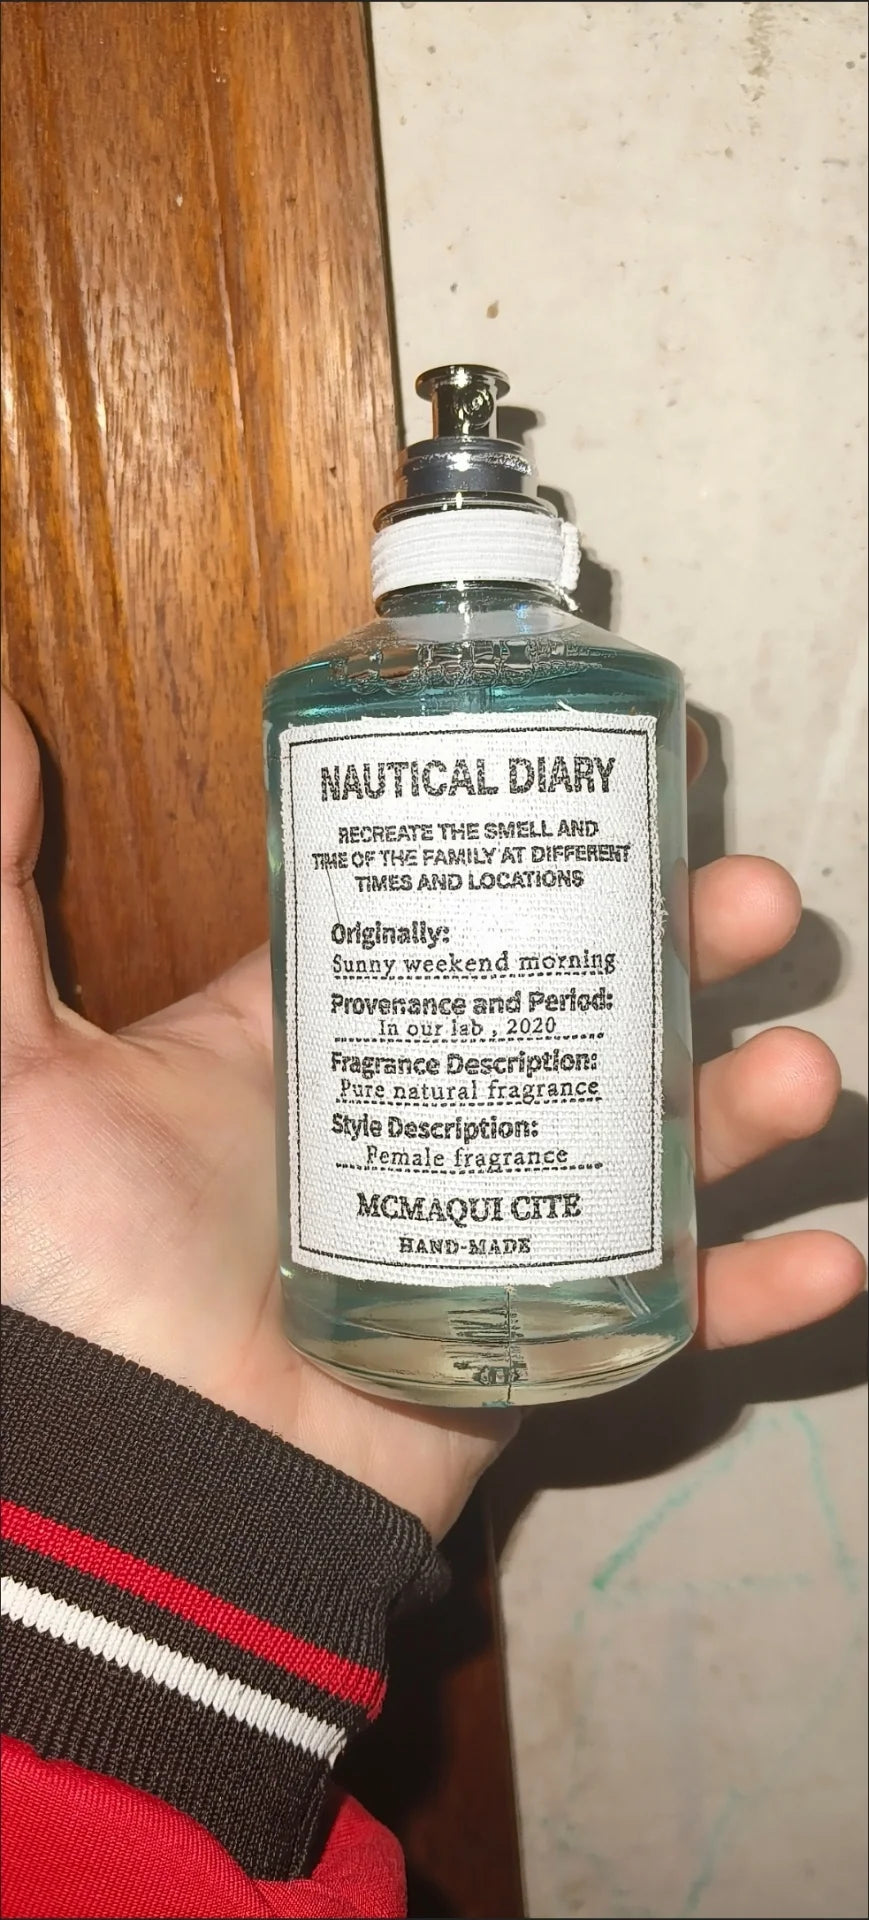 NAUTICAL DIARY
RECREATE THE SMELL AND
TIME OF THE FAMILY AT DIFFERENT
TIMES AND LOCATIONS
Originally:
Sunny weekend morning
Provenance and Period:
In our lab , 2020
Fragrance Description:
Pure natural fragrance
Style Description:
Female fragrance
MCMAQUI CITE
HAND-MADE